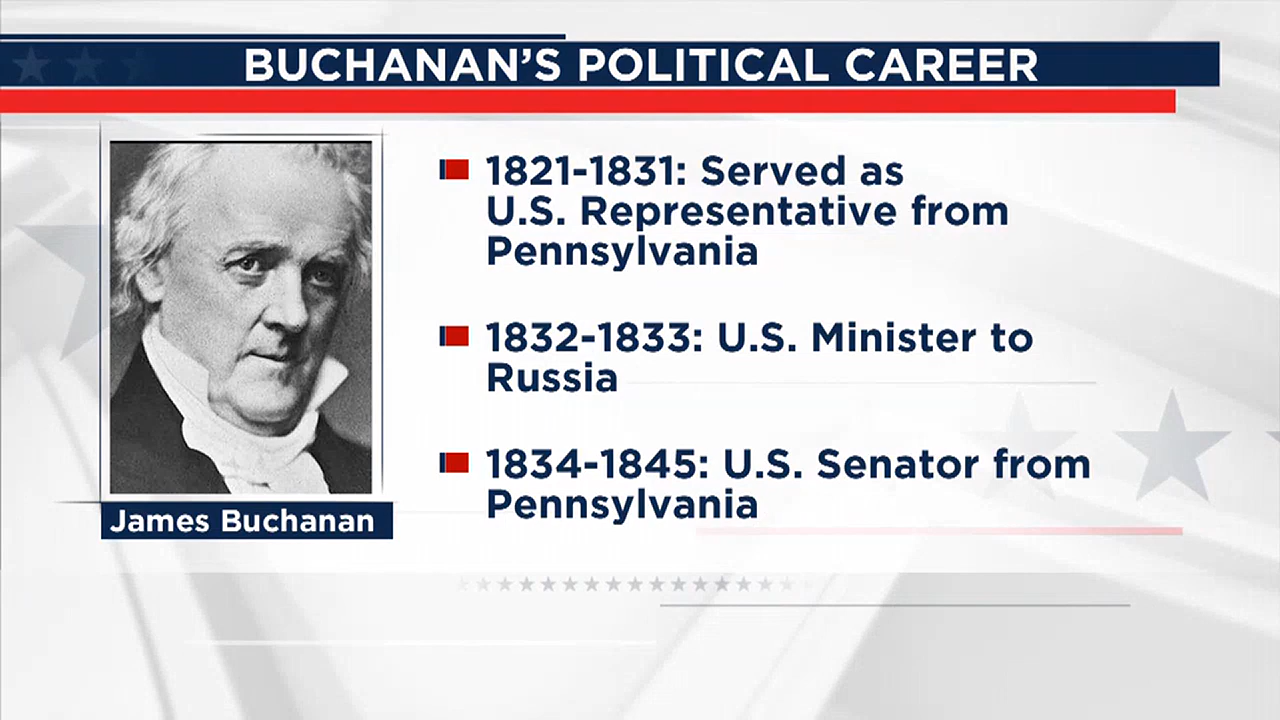 BUCHANAN’S POLITICAL CAREER
1821-1831: Served as
U.S. Representative from
Pennsylvania
1832-1833: U.S. Minister to
Russia
1834-1845: U.S. Senator from
Pennsylvania
James Buchanan